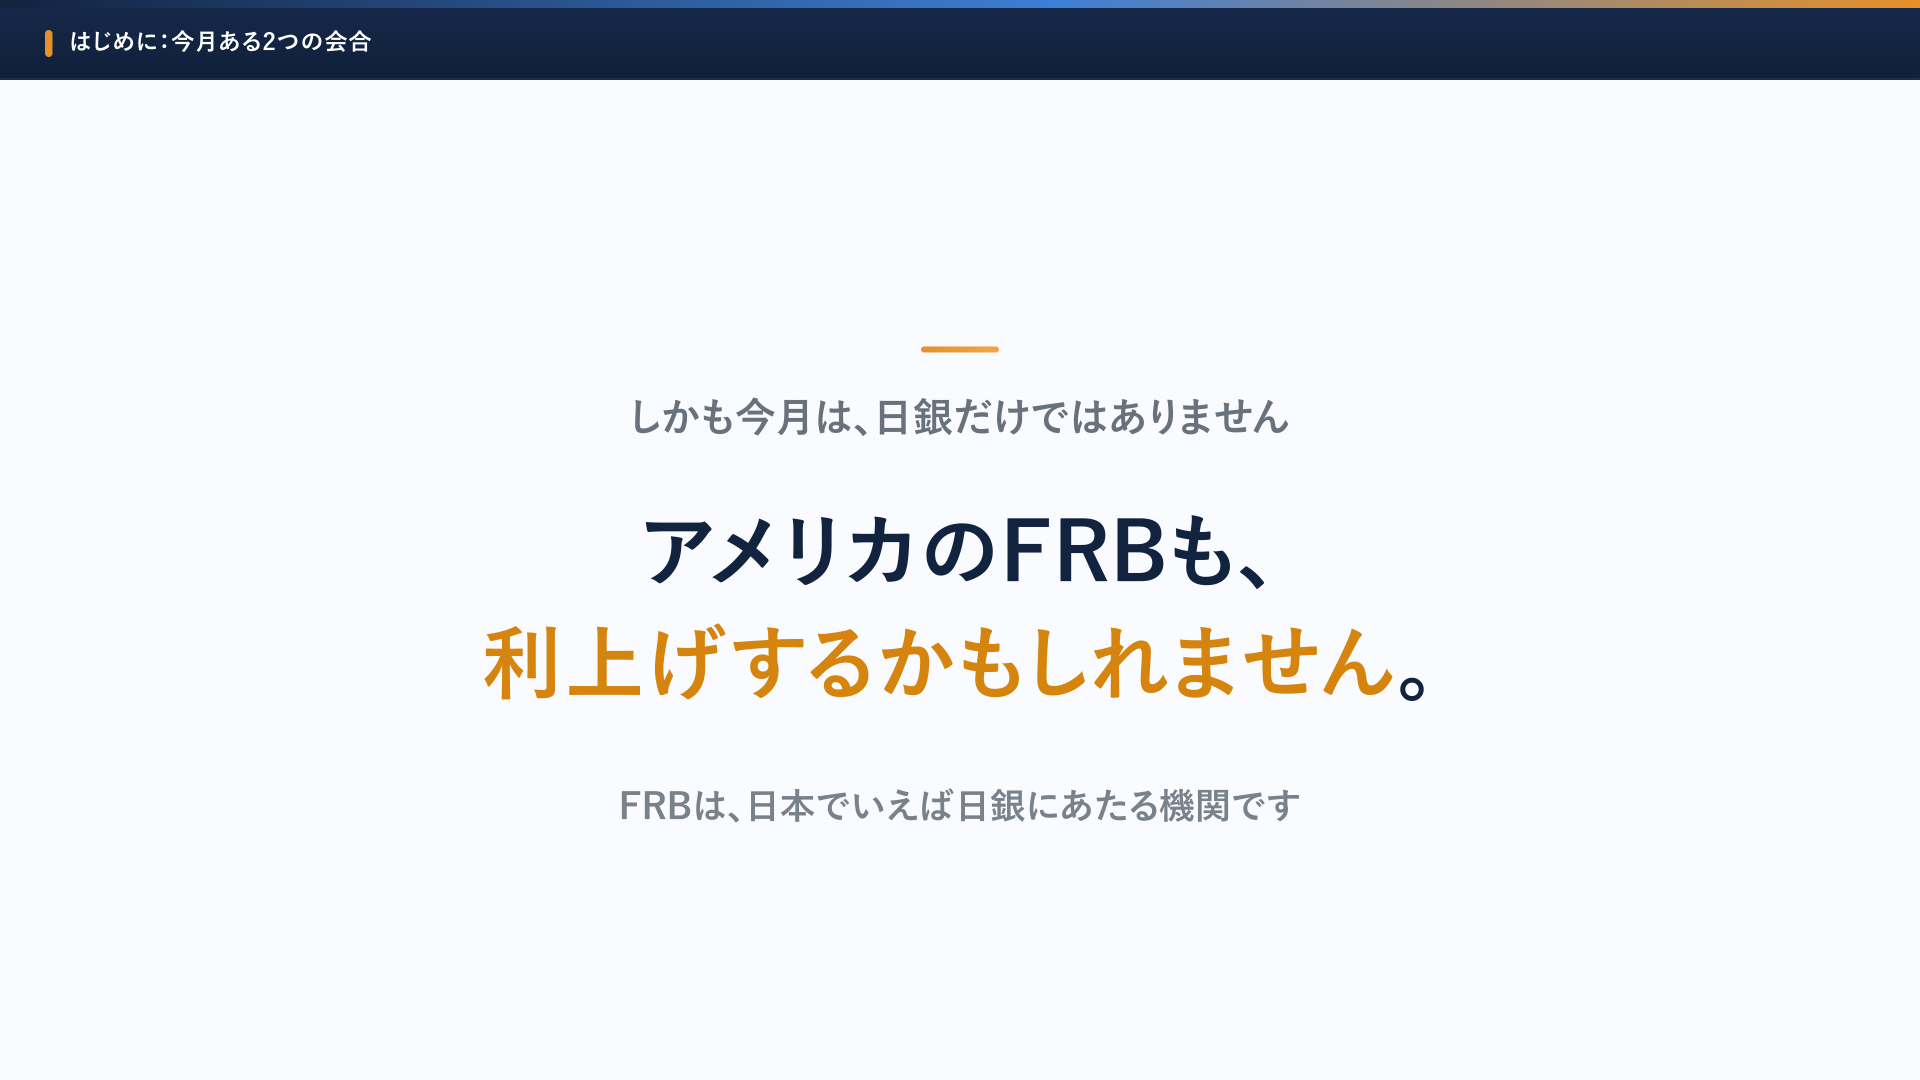 はじめに：今月ある2つの会合
しかも今月は、日銀だけではありません
アメリカのFRBも、
利上げするかもしれません。
FRBは、日本でいえば日銀にあたる機関です